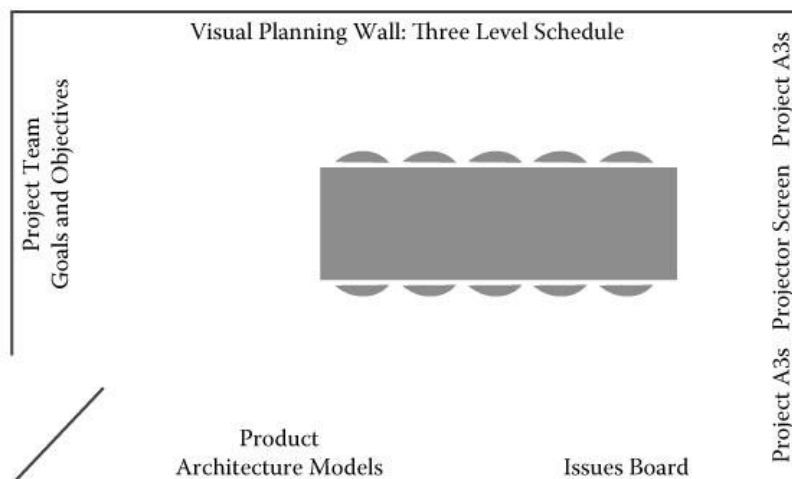 Visual Planning Wall: Three Level Schedule
Project Team
Goals and Objectives
Project A3s
Projector Screen
Project A3s
Product
Architecture Models
Issues Board